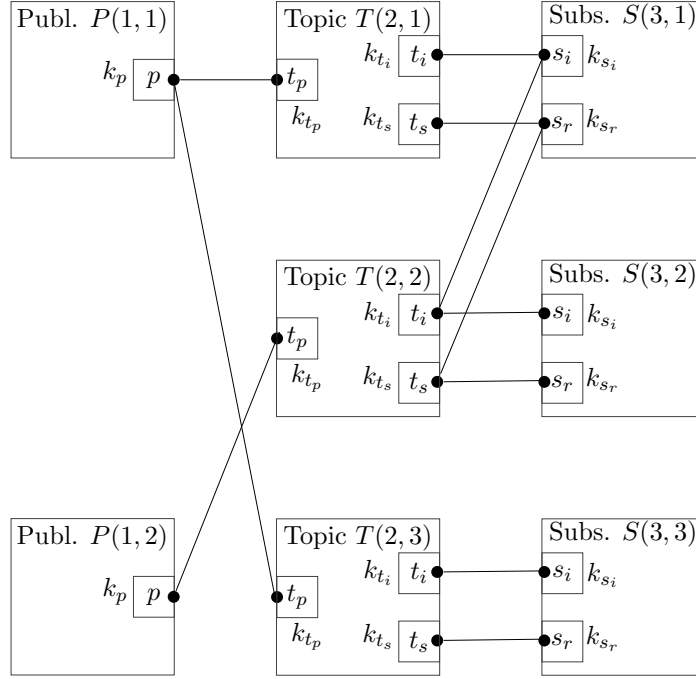 Publ. P(1, 1) Topic T(2, 1) Subs. S(3, 1)
k_p p t_p k_{t_i} t_i s_i k_{s_i}
k_{t_p} k_{t_s} t_s s_r k_{s_r}
Topic T(2, 2) Subs. S(3, 2)
t_p k_{t_i} t_i s_i k_{s_i}
k_{t_p} k_{t_s} t_s s_r k_{s_r}
Publ. P(1, 2) Topic T(2, 3) Subs. S(3, 3)
k_p p t_p k_{t_i} t_i s_i k_{s_i}
k_{t_p} k_{t_s} t_s s_r k_{s_r}